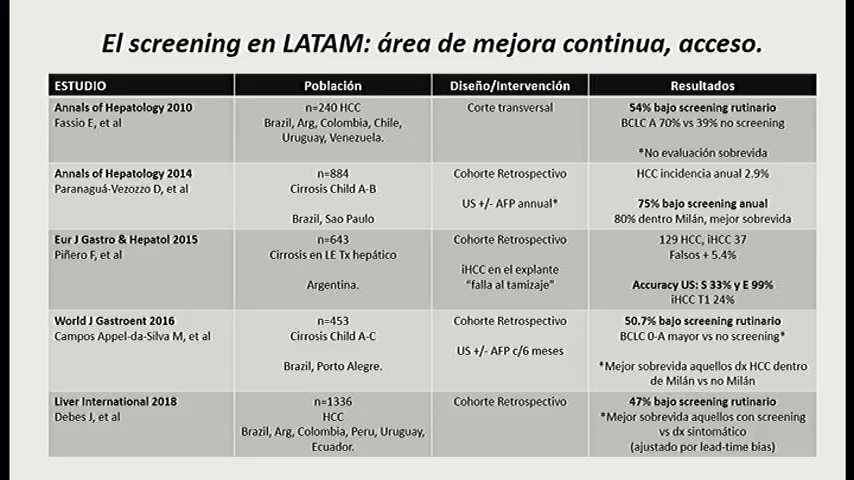 El screening en LATAM: área de mejora continua, acceso.
ESTUDIO
Población
Diseño/Intervención
Resultados
Annals of Hepatology 2010
Fassio E, et al
n=240 HCC
Brazil, Arg, Colombia, Chile,
Uruguay, Venezuela.
Corte transversal
54% bajo screening rutinario
BCLC A 70% vs 39% no screening
*No evaluación sobrevida
Annals of Hepatology 2014
Paranaguá-Vezozzo D, et al
n=884
Cirrosis Child A-B
Brazil, Sao Paulo
Cohorte Retrospectivo
US +/- AFP annual*
HCC incidencia anual 2.9%
75% bajo screening anual
80% dentro Milán, mejor sobrevida
Eur J Gastro & Hepatol 2015
Piñero F, et al
n=643
Cirrosis en LE Tx hepático
Argentina.
Cohorte Retrospectivo
iHCC en el explante
“falla al tamizaje”
129 HCC, iHCC 37
Falsos + 5.4%
Accuracy US: S 33% y E 99%
iHCC T1 24%
World J Gastroent 2016
Campos Appel-da-Silva M, et al
n=453
Cirrosis Child A-C
Brazil, Porto Alegre.
Cohorte Retrospectivo
US +/- AFP c/6 meses
50.7% bajo screening rutinario
BCLC 0-A mayor vs no screening*
*Mejor sobrevida aquellos dx HCC dentro
de Milán vs no Milán
Liver International 2018
Debes J, et al
n=1336
HCC
Brazil, Arg, Colombia, Peru, Uruguay,
Ecuador.
Cohorte Retrospectivo
47% bajo screening rutinario
*Mejor sobrevida aquellos con screening
vs dx sintomático
(ajustado por lead-time bias)